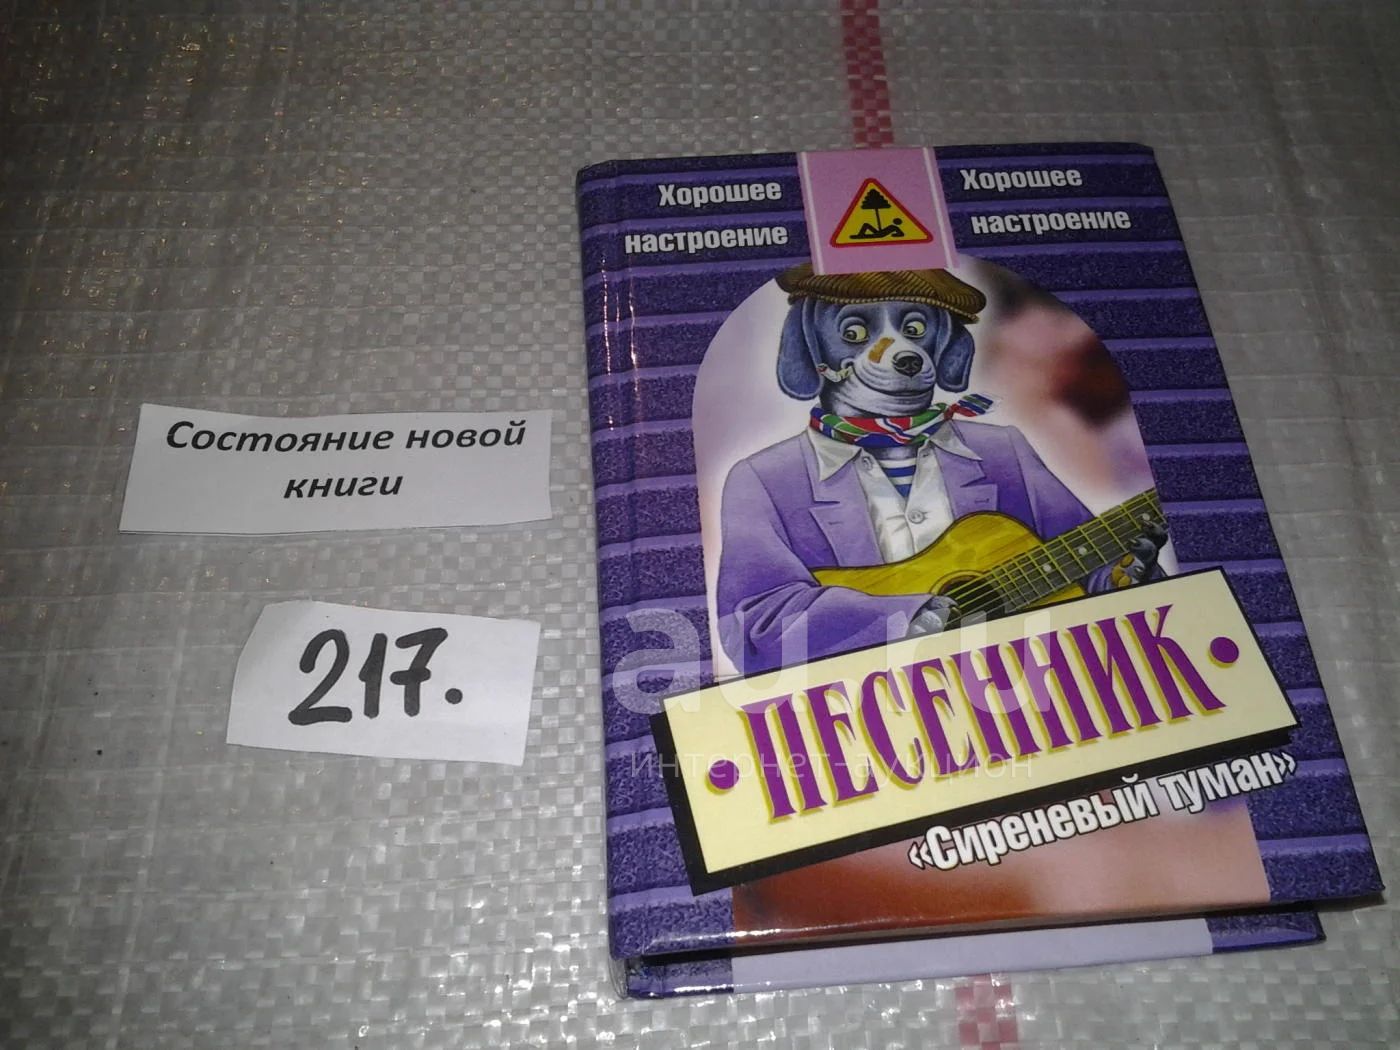 Хорошее
настроение
Хорошее
настроение
Состояние новой
книги
217.
au.ru
интернет-аукцион
•ПЕСЕННИК•
«Сиреневый туман»